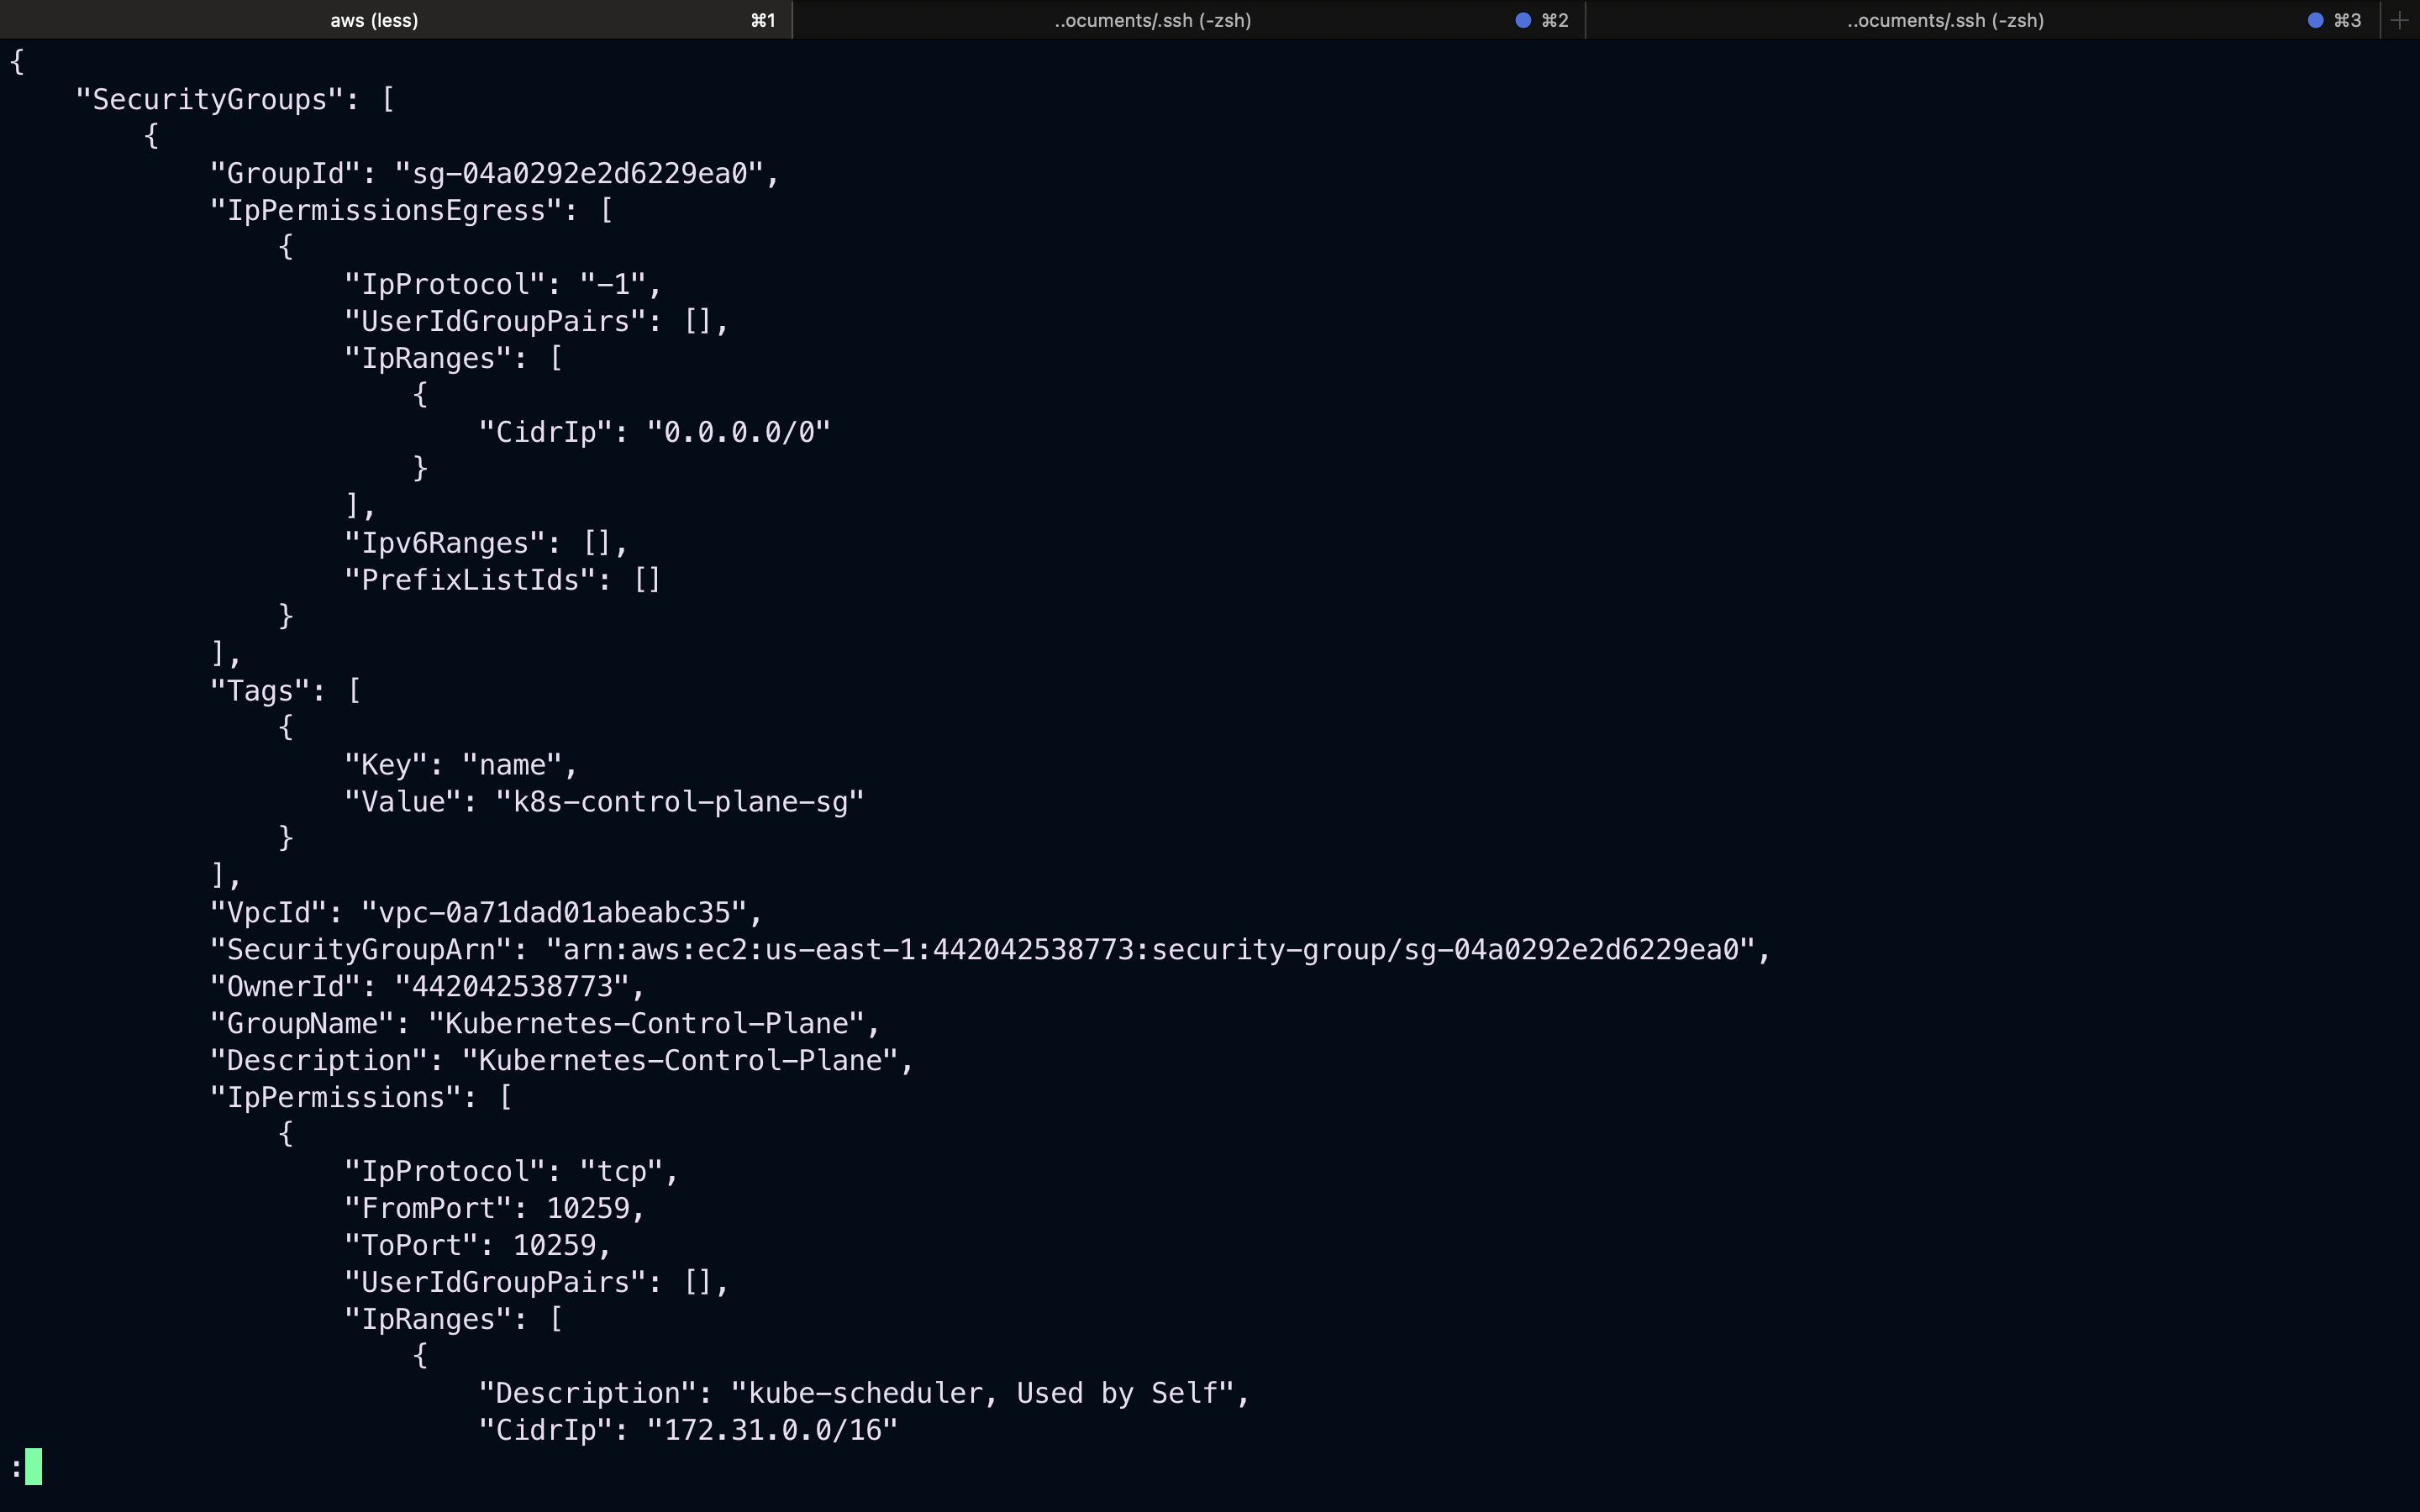 aws (less) ⌘1 ..ocuments/.ssh (-zsh) ⌘2 ..ocuments/.ssh (-zsh) ⌘3
{
    "SecurityGroups": [
        {
            "GroupId": "sg-04a0292e2d6229ea0",
            "IpPermissionsEgress": [
                {
                    "IpProtocol": "-1",
                    "UserIdGroupPairs": [],
                    "IpRanges": [
                        {
                            "CidrIp": "0.0.0.0/0"
                        }
                    ],
                    "Ipv6Ranges": [],
                    "PrefixListIds": []
                }
            ],
            "Tags": [
                {
                    "Key": "name",
                    "Value": "k8s-control-plane-sg"
                }
            ],
            "VpcId": "vpc-0a71dad01abeabc35",
            "SecurityGroupArn": "arn:aws:ec2:us-east-1:442042538773:security-group/sg-04a0292e2d6229ea0",
            "OwnerId": "442042538773",
            "GroupName": "Kubernetes-Control-Plane",
            "Description": "Kubernetes-Control-Plane",
            "IpPermissions": [
                {
                    "IpProtocol": "tcp",
                    "FromPort": 10259,
                    "ToPort": 10259,
                    "UserIdGroupPairs": [],
                    "IpRanges": [
                        {
                            "Description": "kube-scheduler, Used by Self",
                            "CidrIp": "172.31.0.0/16"
: